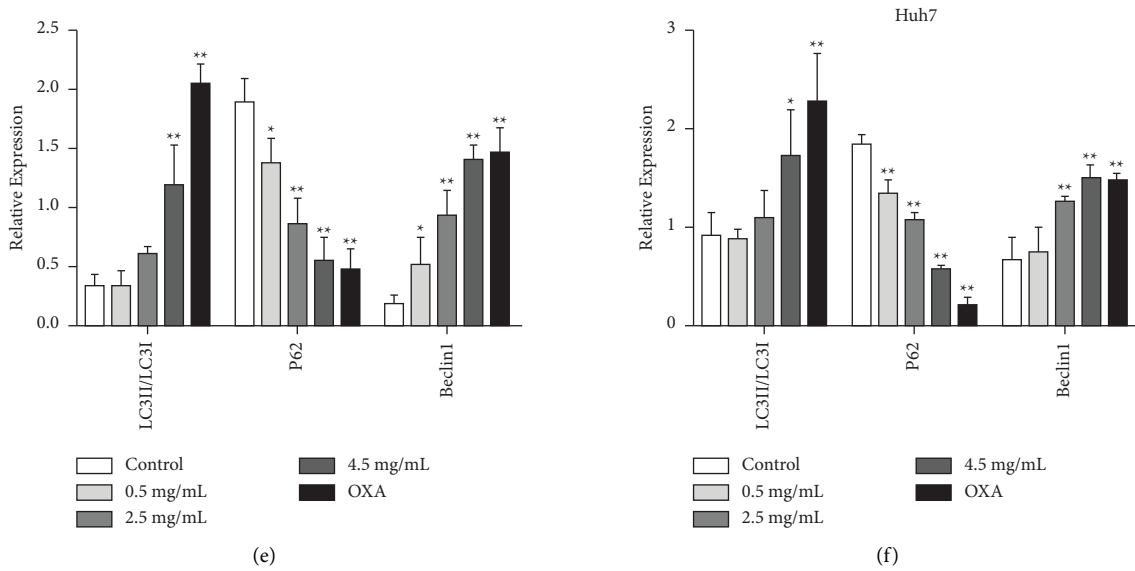 2.5
2.0
1.5
1.0
0.5
0.0
Relative Expression
**
**
*
**
**
**
*
**
**
**
LC3II/LC3I
P62
Beclin1
Control
0.5 mg/mL
2.5 mg/mL
4.5 mg/mL
OXA
(e)
Huh7
3
2
1
0
Relative Expression
*
**
**
**
**
**
**
**
**
LC3II/LC3I
P62
Beclin1
Control
0.5 mg/mL
2.5 mg/mL
4.5 mg/mL
OXA
(f)